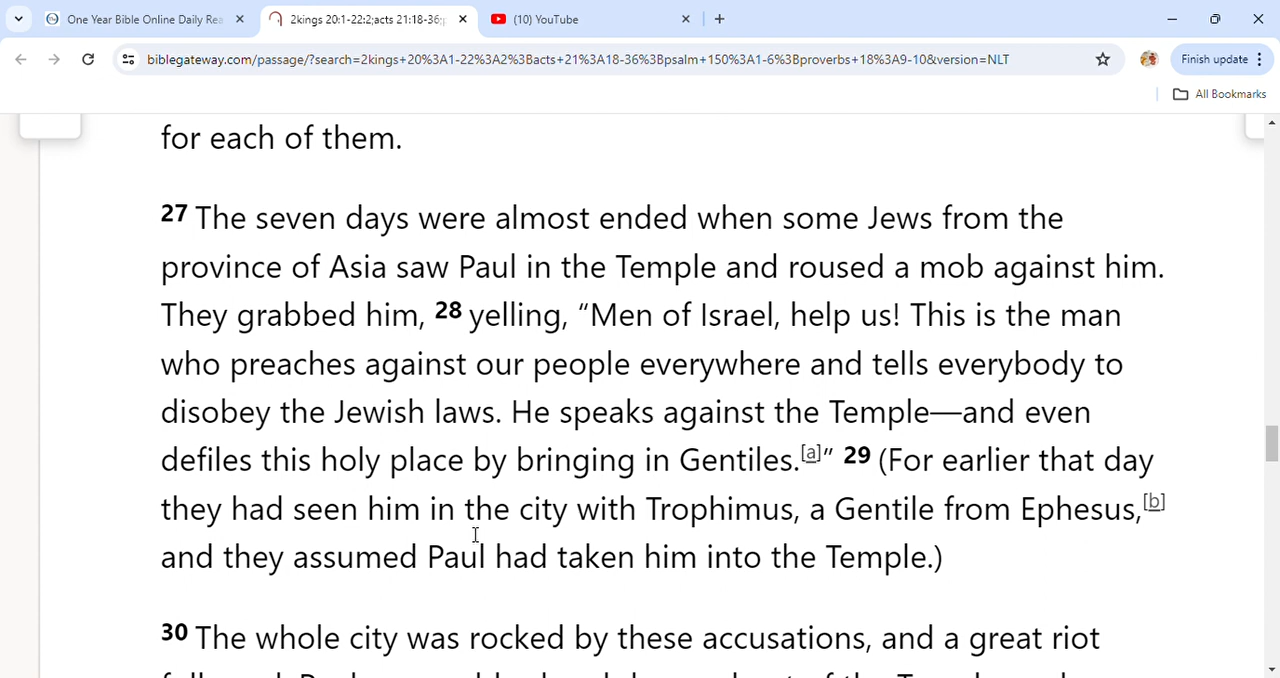 One Year Bible Online Daily Rea
2kings 20:1-22:2;acts 21:18-36;p
(10) YouTube
biblegateway.com/passage/?search=2kings+20%3A1-22%3A2%3Bacts+21%3A18-36%3Bpsalm+150%3A1-6%3Bproverbs+18%3A9-10&version=NLT
Finish update
All Bookmarks
for each of them.
27 The seven days were almost ended when some Jews from the
province of Asia saw Paul in the Temple and roused a mob against him.
They grabbed him, 28 yelling, “Men of Israel, help us! This is the man
who preaches against our people everywhere and tells everybody to
disobey the Jewish laws. He speaks against the Temple—and even
defiles this holy place by bringing in Gentiles.[a]” 29 (For earlier that day
they had seen him in the city with Trophimus, a Gentile from Ephesus,[b]
and they assumed Paul had taken him into the Temple.)
30 The whole city was rocked by these accusations, and a great riot